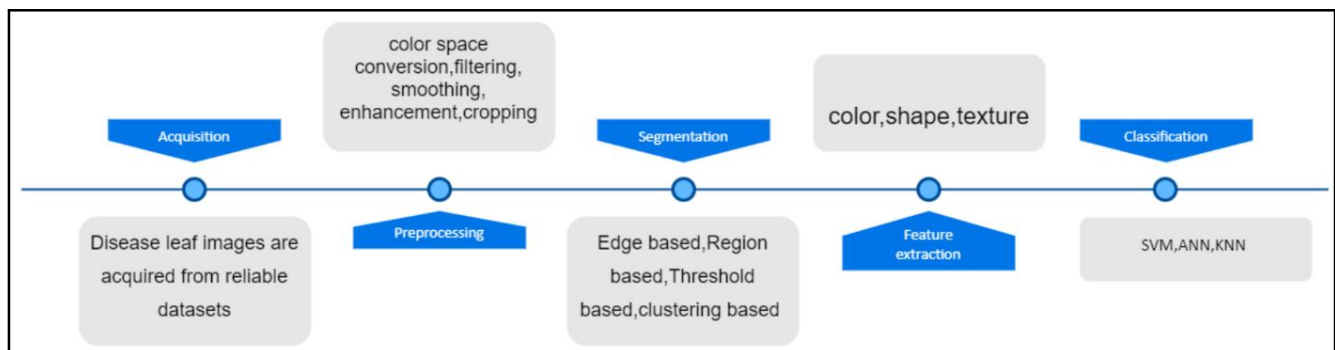 Acquisition
Disease leaf images are
acquired from reliable
datasets
color space
conversion,filtering,
smoothing,
enhancement,cropping
Preprocessing
Segmentation
Edge based,Region
based,Threshold
based,clustering based
color,shape,texture
Feature
extraction
Classification
SVM,ANN,KNN